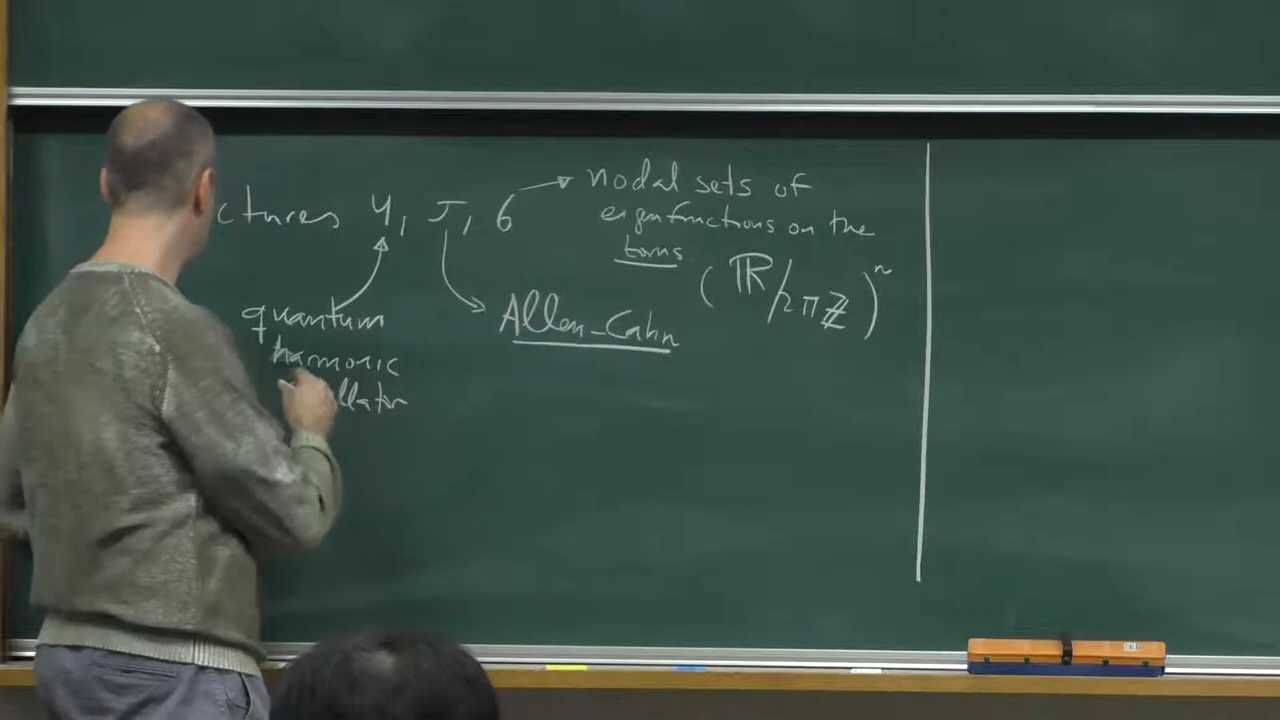 ctures 4, 5, 6
nodal sets of
eigenfunctions on the
torus
(ℝ/2πℤ)ⁿ
quantum
harmonic
llator
Allen-Cahn